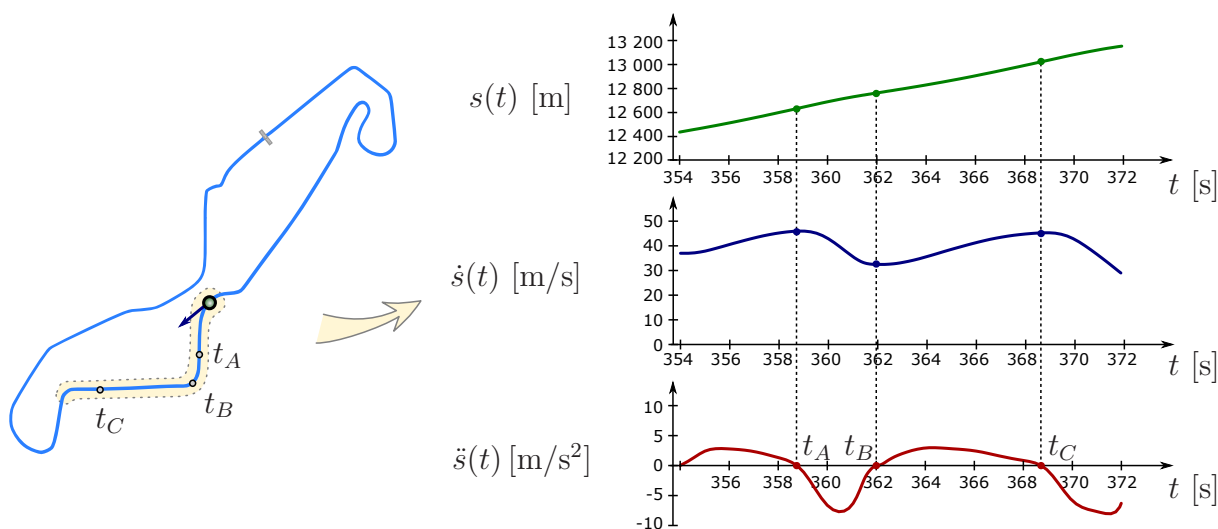 s(t) [m]
13 200
13 000
12 800
12 600
12 400
12 200
354 356 358 360 362 364 366 368 370 372 t [s]
ṡ(t) [m/s]
50
40
30
20
10
0
354 356 358 360 362 364 366 368 370 372 t [s]
s̈(t) [m/s²]
10
5
0
-5
-10
t_A t_B t_C
356 358 360 362 364 366 368 370 372 t [s]
t_A
t_B
t_C